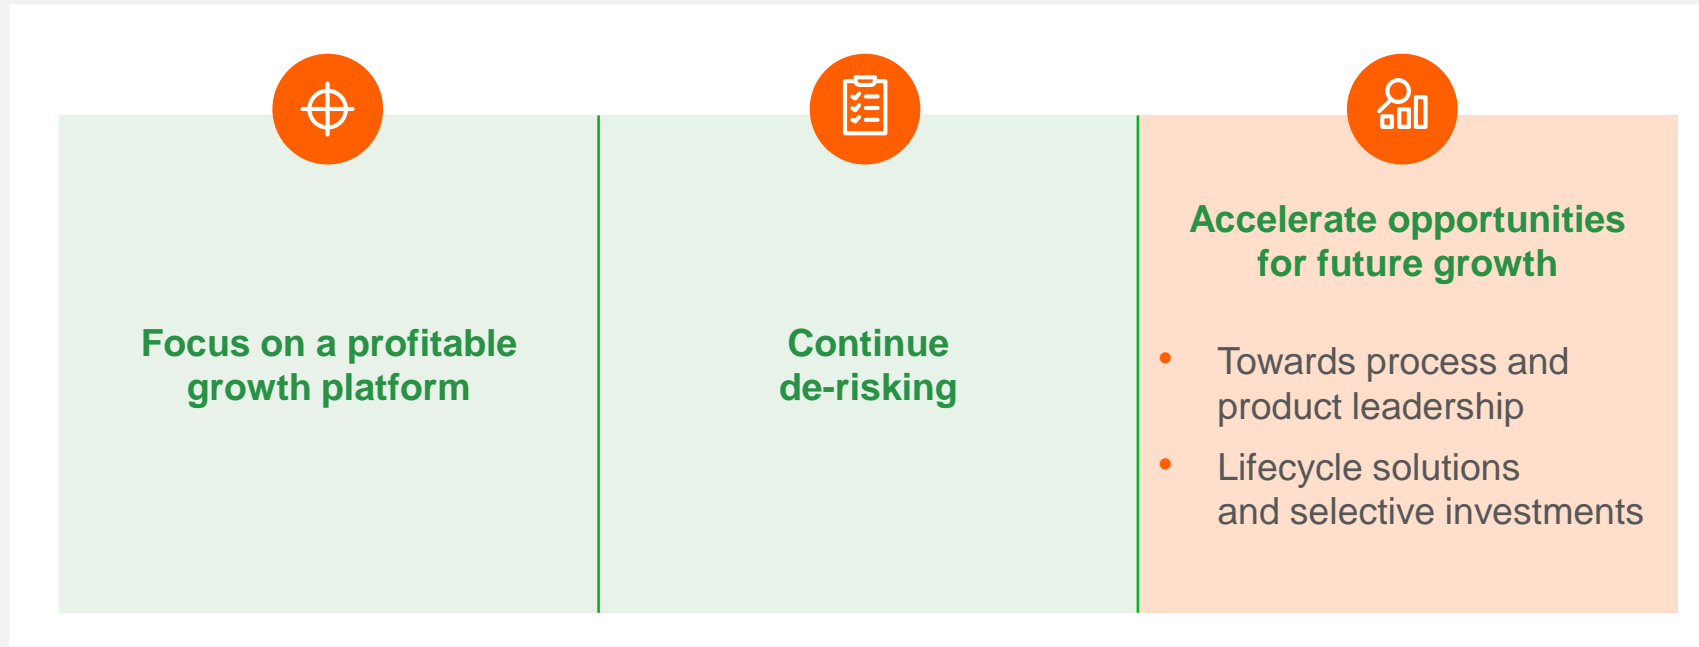 Focus on a profitable
growth platform
Continue
de-risking
Accelerate opportunities
for future growth
• Towards process and
product leadership
• Lifecycle solutions
and selective investments